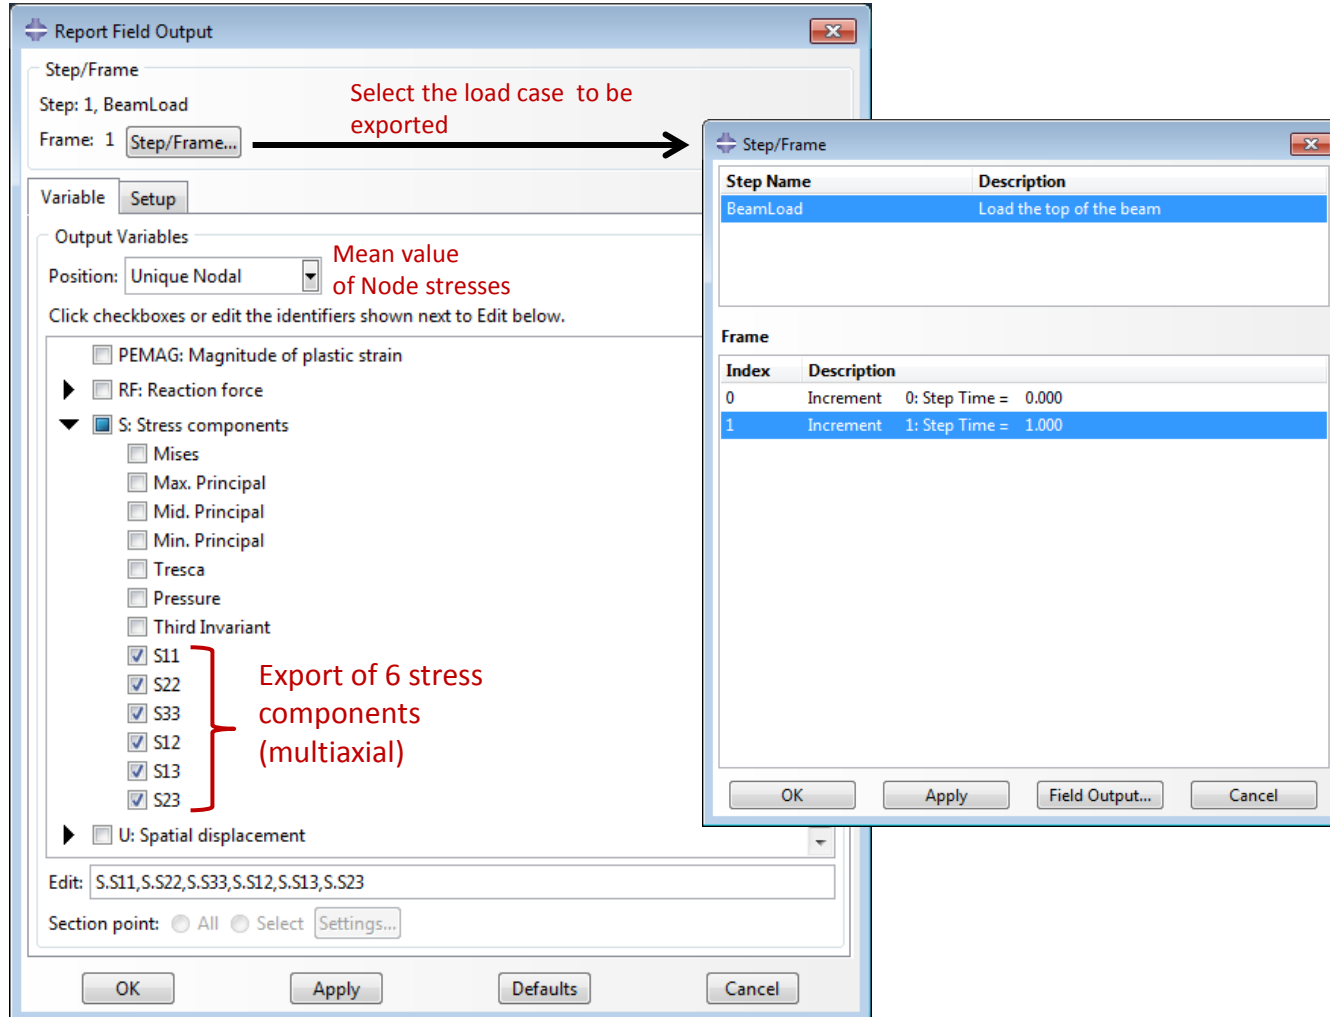 Report Field Output
Step/Frame
Step: 1, BeamLoad
Frame: 1 Step/Frame...
Select the load case to be
exported
Variable Setup
Output Variables
Position: Unique Nodal
Mean value
of Node stresses
Click checkboxes or edit the identifiers shown next to Edit below.
PEMAG: Magnitude of plastic strain
RF: Reaction force
S: Stress components
Mises
Max. Principal
Mid. Principal
Min. Principal
Tresca
Pressure
Third Invariant
S11
S22
S33
S12
S13
S23
Export of 6 stress
components
(multiaxial)
U: Spatial displacement
Edit: S.S11,S.S22,S.S33,S.S12,S.S13,S.S23
Section point: All Select Settings...
OK Apply Defaults Cancel
Step/Frame
Step Name Description
BeamLoad Load the top of the beam
Frame
Index Description
0 Increment 0: Step Time = 0.000
1 Increment 1: Step Time = 1.000
OK Apply Field Output... Cancel